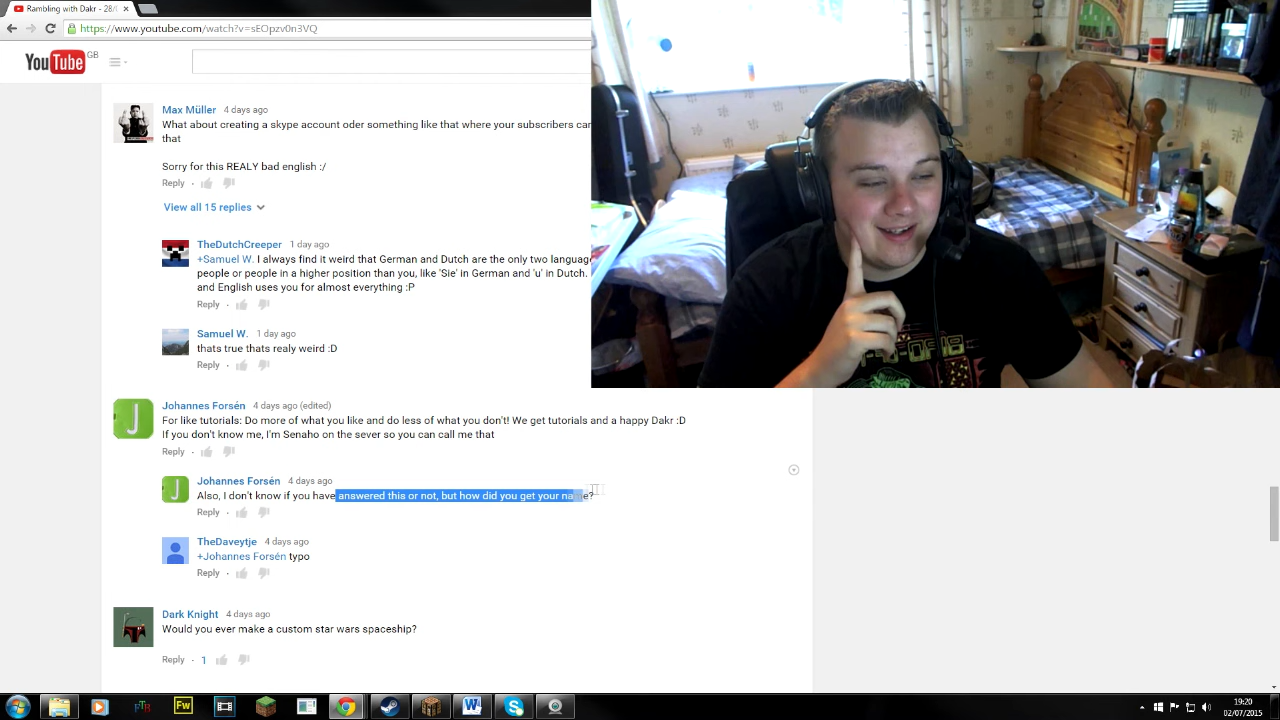 Rambling with Dakr - 28/
https://www.youtube.com/watch?v=sEOpzv0n3VQ
YouTube GB
Max Müller 4 days ago
What about creating a skype account oder something like that where your subscribers can
that
Sorry for this REALY bad english :/
Reply
View all 15 replies
TheDutchCreeper 1 day ago
+Samuel W. I always find it weird that German and Dutch are the only two
people or people in a higher position than you, like 'Sie' in German and 'u' in Dutch.
and English uses you for almost everything :P
Reply
Samuel W. 1 day ago
thats true thats realy weird :D
Reply
Johannes Forsén 4 days ago (edited)
For like tutorials: Do more of what you like and do less of what you don't! We get tutorials and a happy Dakr :D
If you don't know me, I'm Senaho on the sever so you can call me that
Reply
Johannes Forsén 4 days ago
Also, I don't know if you have answered this or not, but how did you get your name?
Reply
TheDaveytje 4 days ago
+Johannes Forsén typo
Reply
Dark Knight 4 days ago
Would you ever make a custom star wars spaceship?
Reply · 1
Fw
W
S
19:20
02/07/2015